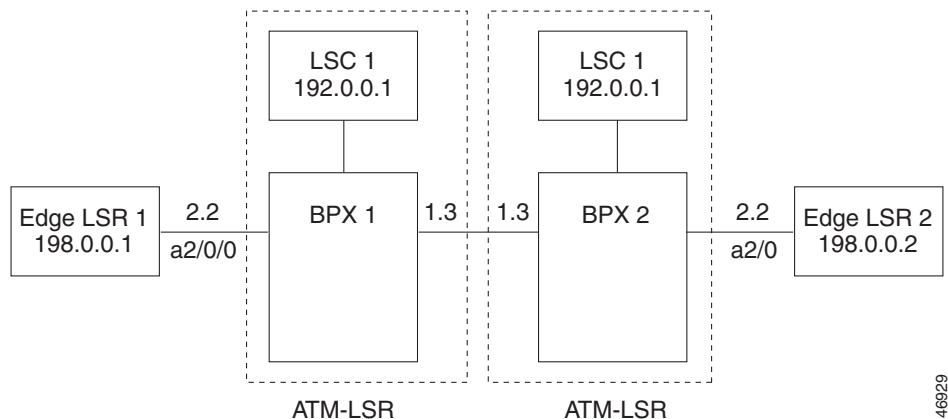 LSC 1
192.0.0.1
LSC 1
192.0.0.1
Edge LSR 1
198.0.0.1
2.2
a2/0/0
BPX 1
1.3
1.3
BPX 2
2.2
a2/0
Edge LSR 2
198.0.0.2
ATM-LSR
ATM-LSR
46929